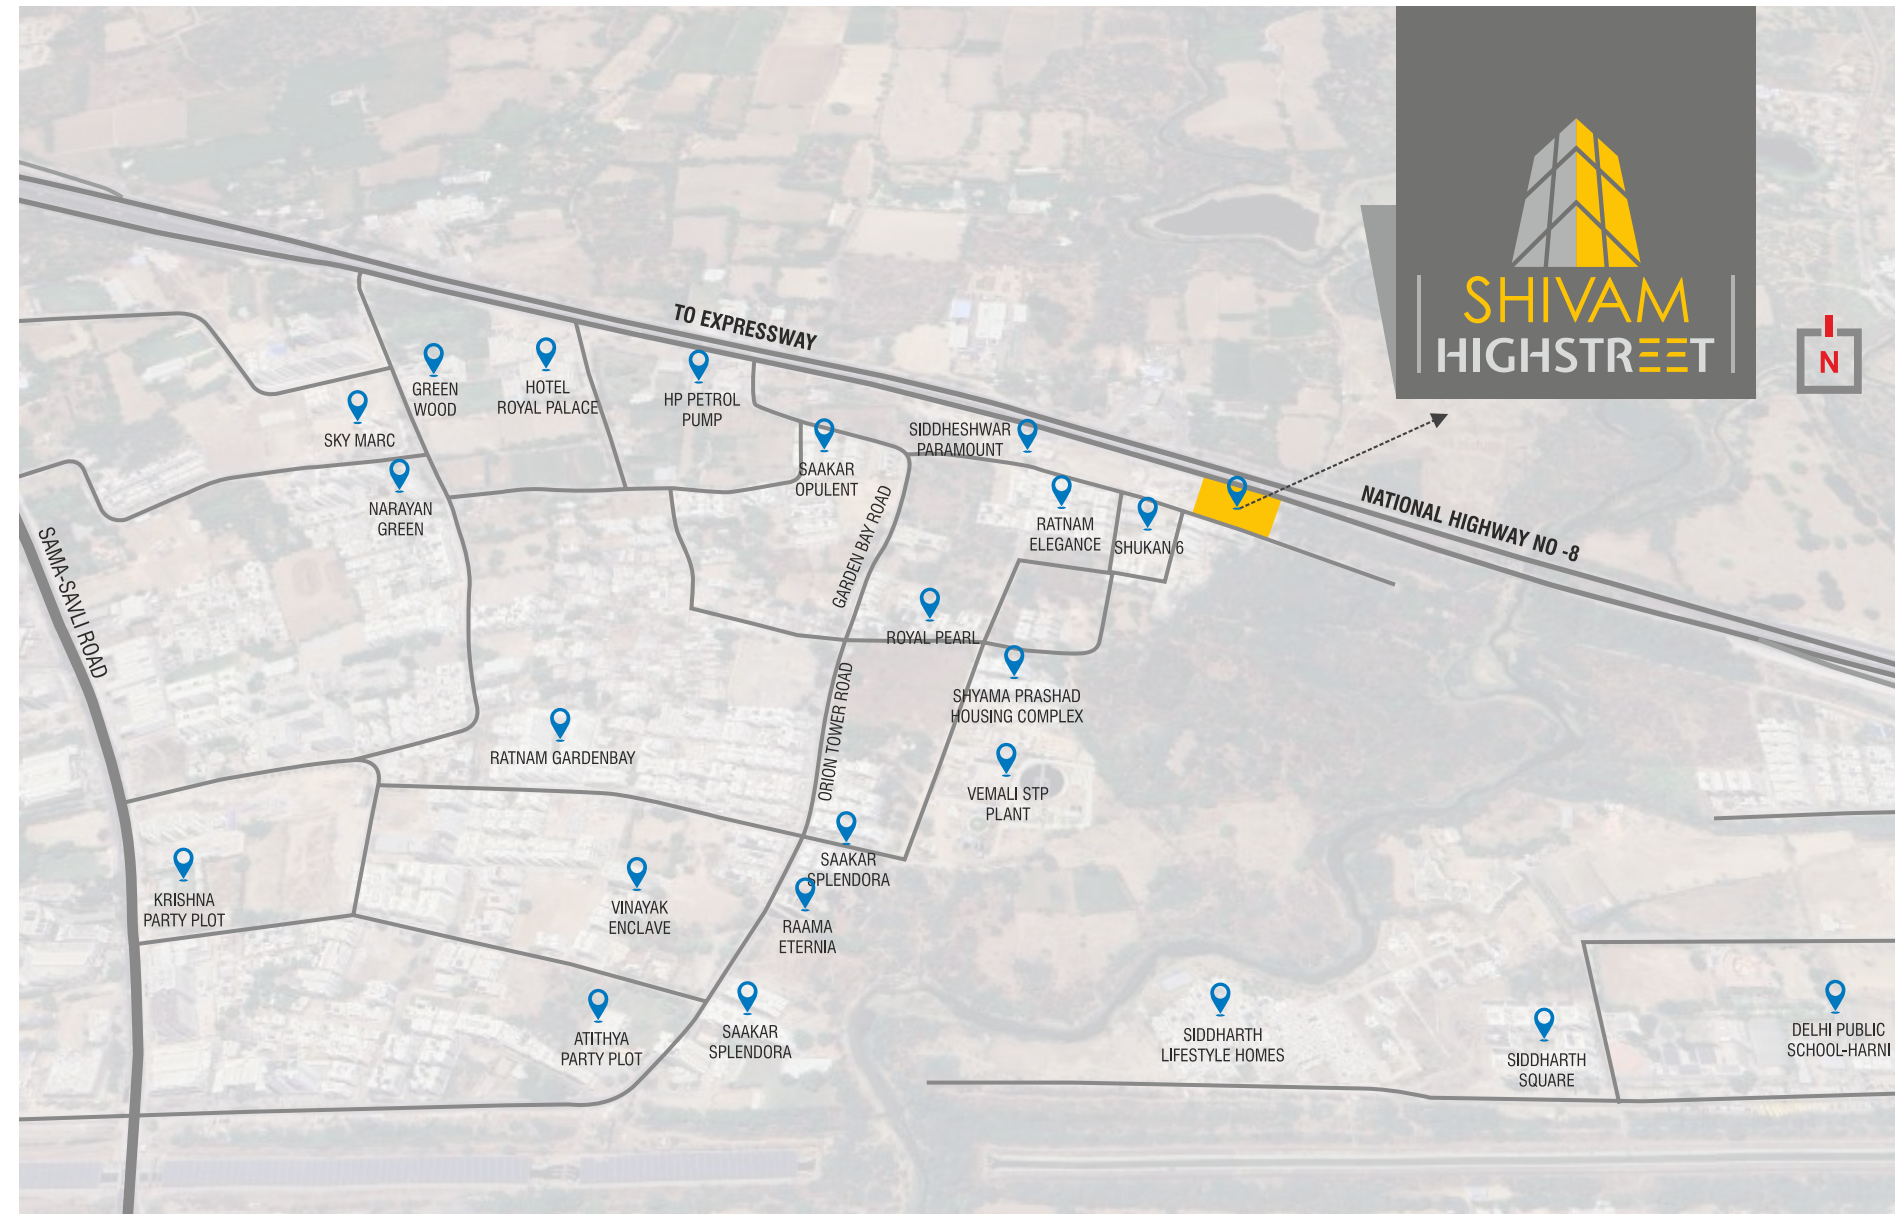 SHIVAM
HIGHSTREET
N
TO EXPRESSWAY
NATIONAL HIGHWAY NO -8
GREEN
WOOD
HOTEL
ROYAL PALACE
HP PETROL
PUMP
SKY MARC
SIDDHESHWAR
PARAMOUNT
SAAKAR
OPULENT
NARAYAN
GREEN
RATNAM
ELEGANCE
SHUKAN 6
GARDEN BAY ROAD
SAMA-SAVLI ROAD
ROYAL PEARL
SHYAMA PRASHAD
HOUSING COMPLEX
ORION TOWER ROAD
RATNAM GARDENBAY
VEMALI STP
PLANT
SAAKAR
SPLENDORA
KRISHNA
PARTY PLOT
VINAYAK
ENCLAVE
RAAMA
ETERNIA
ATITHYA
PARTY PLOT
SAAKAR
SPLENDORA
SIDDHARTH
LIFESTYLE HOMES
SIDDHARTH
SQUARE
DELHI PUBLIC
SCHOOL-HARNI